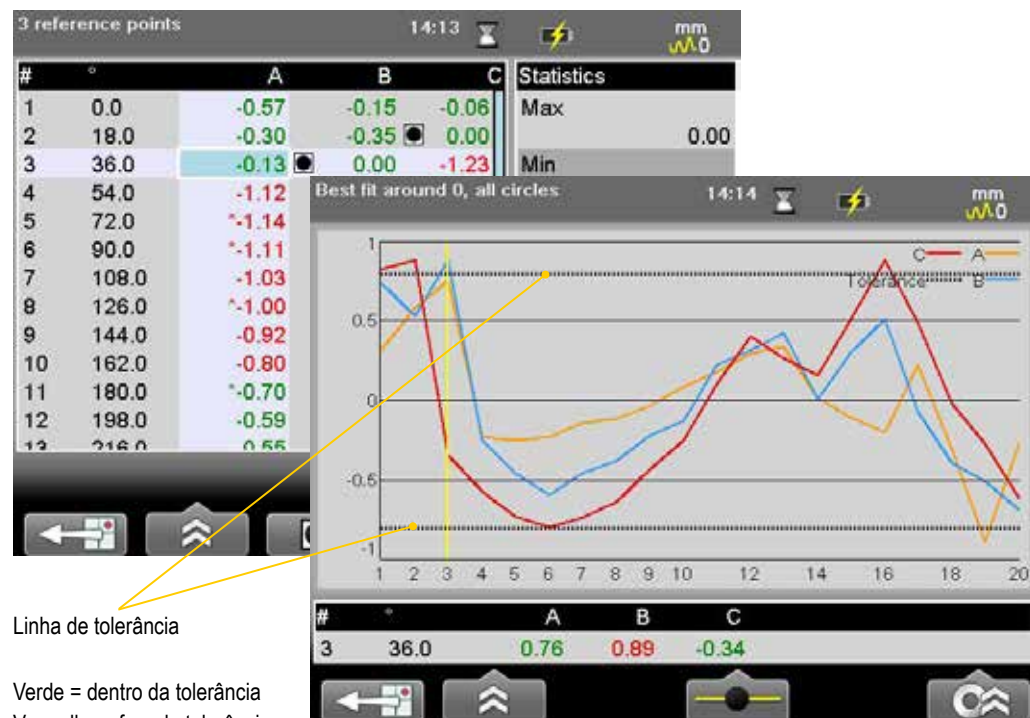 3 reference points 14:13 mm
0
# ° A B C Statistics
1 0.0 -0.57 -0.15 -0.06 Max
2 18.0 -0.30 -0.35 0.00 0.00
3 36.0 -0.13 0.00 -1.23 Min
4 54.0 -1.12
5 72.0 ^-1.14
6 90.0 ^-1.11
7 108.0 -1.03
8 126.0 ^-1.00
9 144.0 -0.92
10 162.0 -0.80
11 180.0 ^-0.70
12 198.0 -0.59
13 216.0 -0.55
Best fit around 0, all circles 14:14 mm
0
C A
Tolerance B
1
0.5
0
-0.5
-1
1 2 3 4 5 6 7 8 9 10 12 14 16 18 20
# ° A B C
3 36.0 0.76 0.89 -0.34
Linha de tolerância
Verde = dentro da tolerância